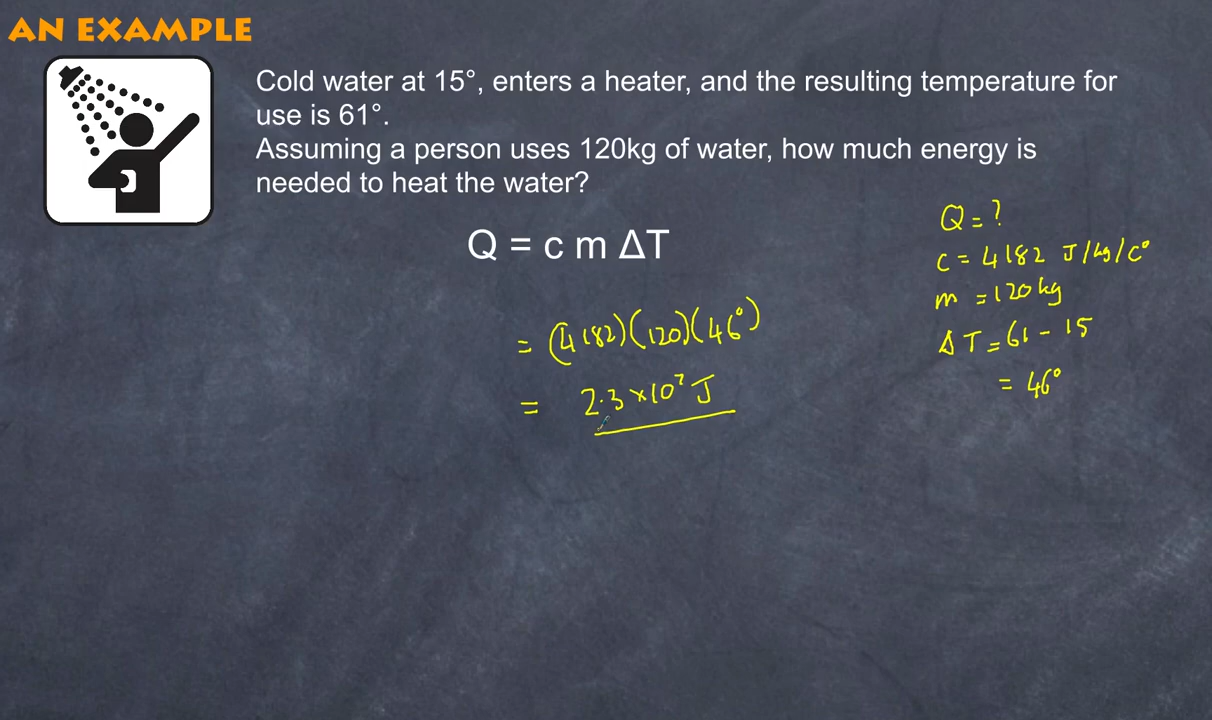 AN EXAMPLE
Cold water at 15°, enters a heater, and the resulting temperature for
use is 61°.
Assuming a person uses 120kg of water, how much energy is
needed to heat the water?
Q = c m ΔT
= (4182)(120)(46°)
= 2.3 × 10⁷ J
Q = ?
c = 4182 J/kg/c°
m = 120 kg
Δ T = 61 - 15
= 46°